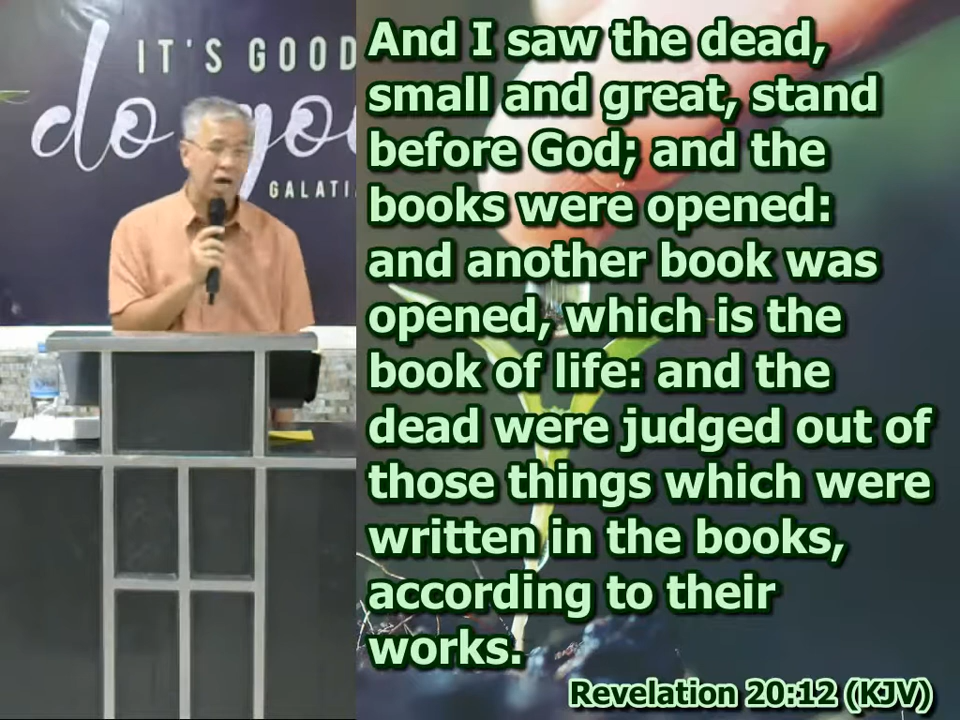 IT'S GOOD
do
GALATI
And I saw the dead,
small and great, stand
before God; and the
books were opened:
and another book was
opened, which is the
book of life: and the
dead were judged out of
those things which were
written in the books,
according to their
works.
Revelation 20:12 (KJV)